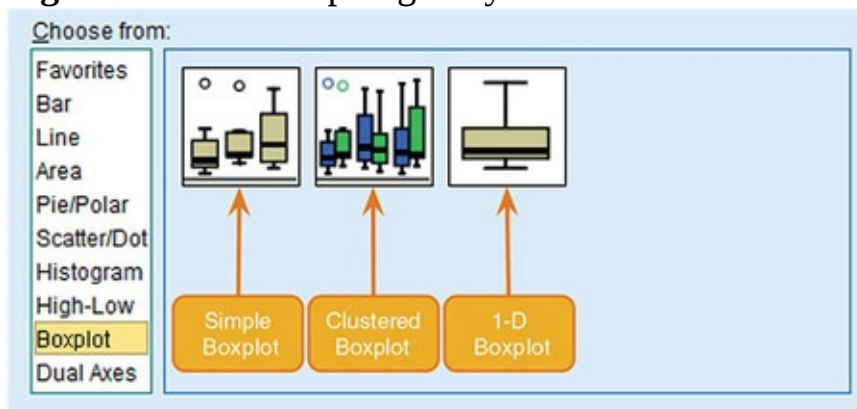 Choose from:
Favorites
Bar
Line
Area
Pie/Polar
Scatter/Dot
Histogram
High-Low
Boxplot
Dual Axes
Simple
Boxplot
Clustered
Boxplot
1-D
Boxplot